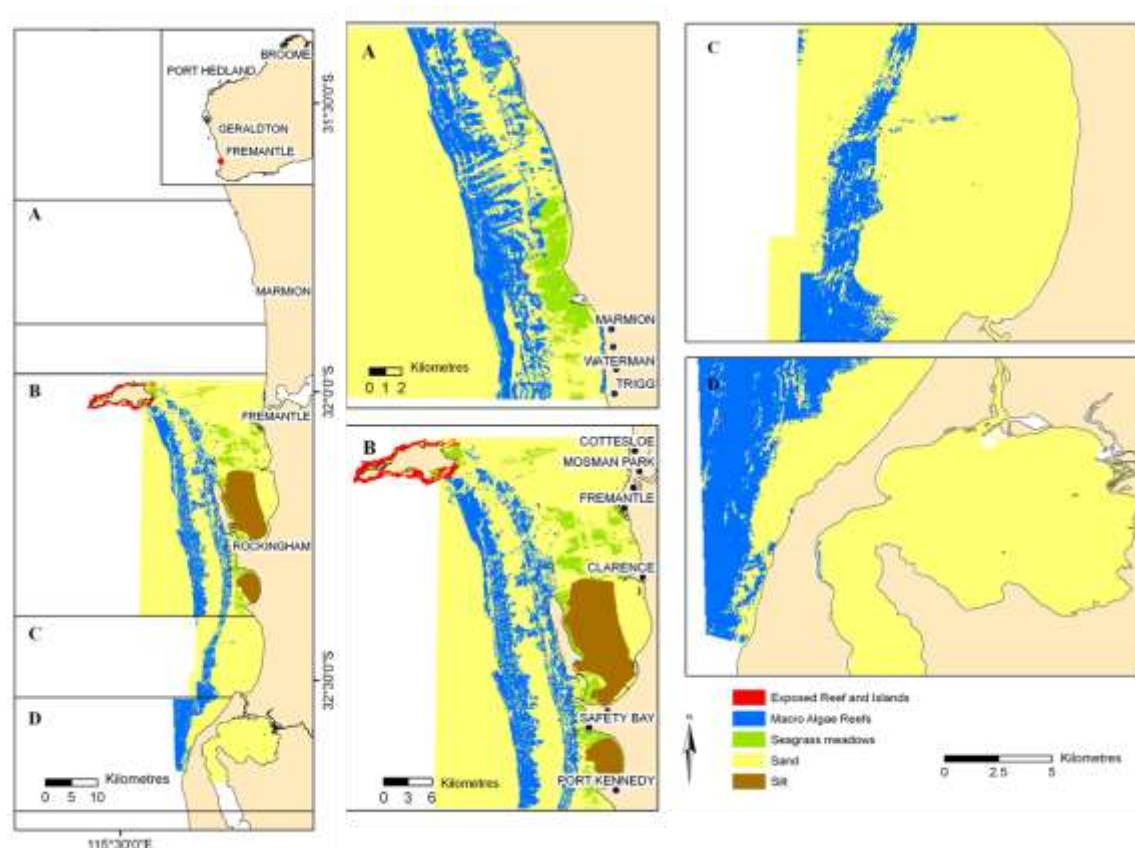 BROOME
PORT HEDLAND
GERALDTON
FREMANTLE
31°30'0"S
A
MARMION
B
32°0'0"S
FREMANTLE
ROCKINGHAM
C
32°30'0"S
D
Kilometres
0 5 10
115°30'0"E
A
MARMION
WATERMAN
TRIGG
Kilometres
0 1 2
B
COTTESLOE
MOSMAN PARK
FREMANTLE
CLARENCE
SAFETY BAY
PORT KENNEDY
Kilometres
0 3 6
C
D
Exposed Reef and Islands
Macro Algae Reefs
Seagrass meadows
Sand
Silt
Kilometres
0 2.5 5